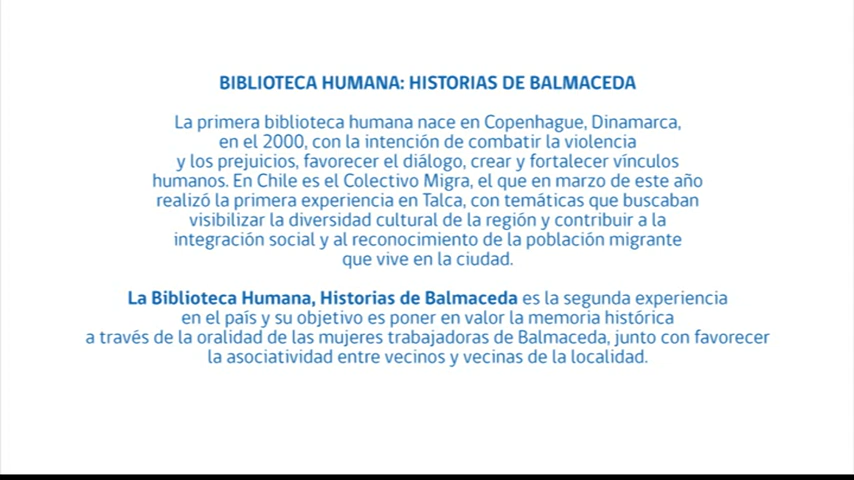 BIBLIOTECA HUMANA: HISTORIAS DE BALMACEDA
La primera biblioteca humana nace en Copenhague, Dinamarca,
en el 2000, con la intención de combatir la violencia
y los prejuicios, favorecer el diálogo, crear y fortalecer vínculos
humanos. En Chile es el Colectivo Migra, el que en marzo de este año
realizó la primera experiencia en Talca, con temáticas que buscaban
visibilizar la diversidad cultural de la región y contribuir a la
integración social y al reconocimiento de la población migrante
que vive en la ciudad.
La Biblioteca Humana, Historias de Balmaceda es la segunda experiencia
en el país y su objetivo es poner en valor la memoria histórica
a través de la oralidad de las mujeres trabajadoras de Balmaceda, junto con favorecer
la asociatividad entre vecinos y vecinas de la localidad.